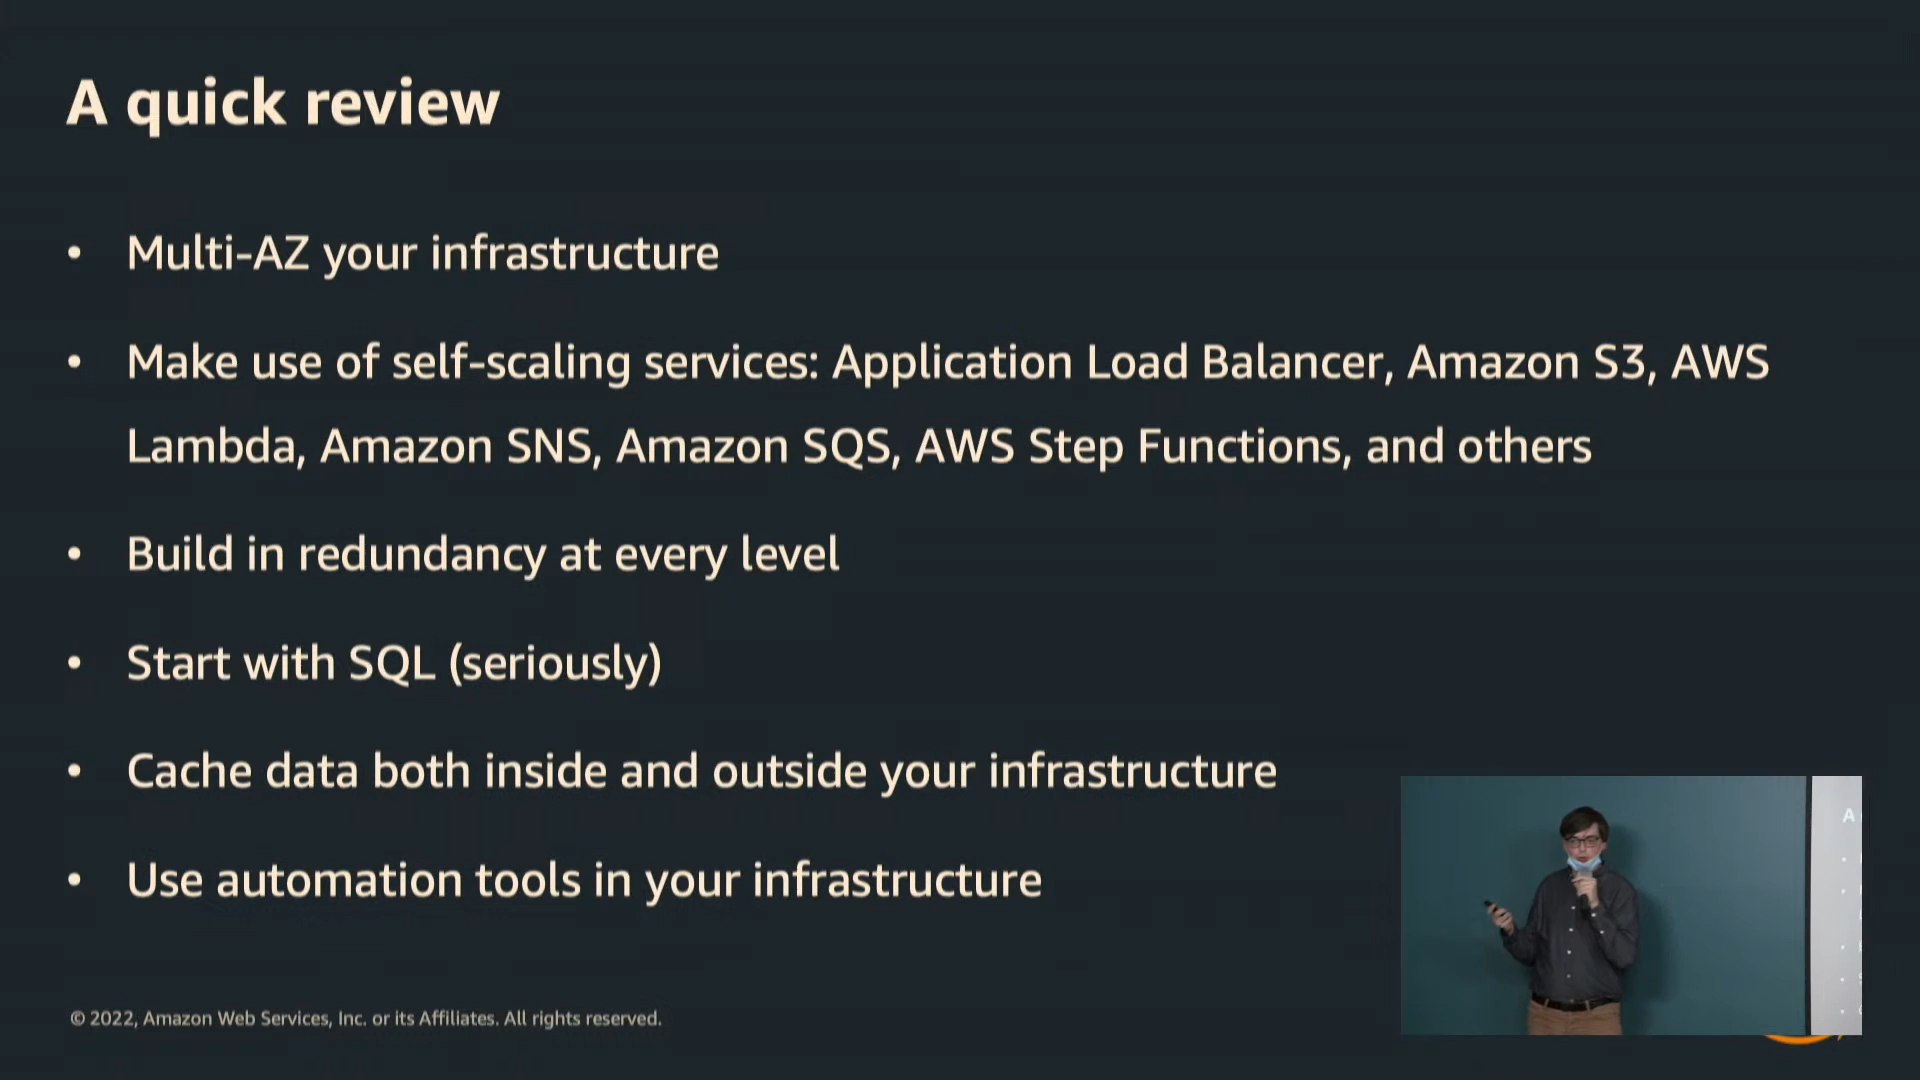 A quick review
• Multi-AZ your infrastructure
• Make use of self-scaling services: Application Load Balancer, Amazon S3, AWS
Lambda, Amazon SNS, Amazon SQS, AWS Step Functions, and others
• Build in redundancy at every level
• Start with SQL (seriously)
• Cache data both inside and outside your infrastructure
• Use automation tools in your infrastructure
© 2022, Amazon Web Services, Inc. or its Affiliates. All rights reserved.
A